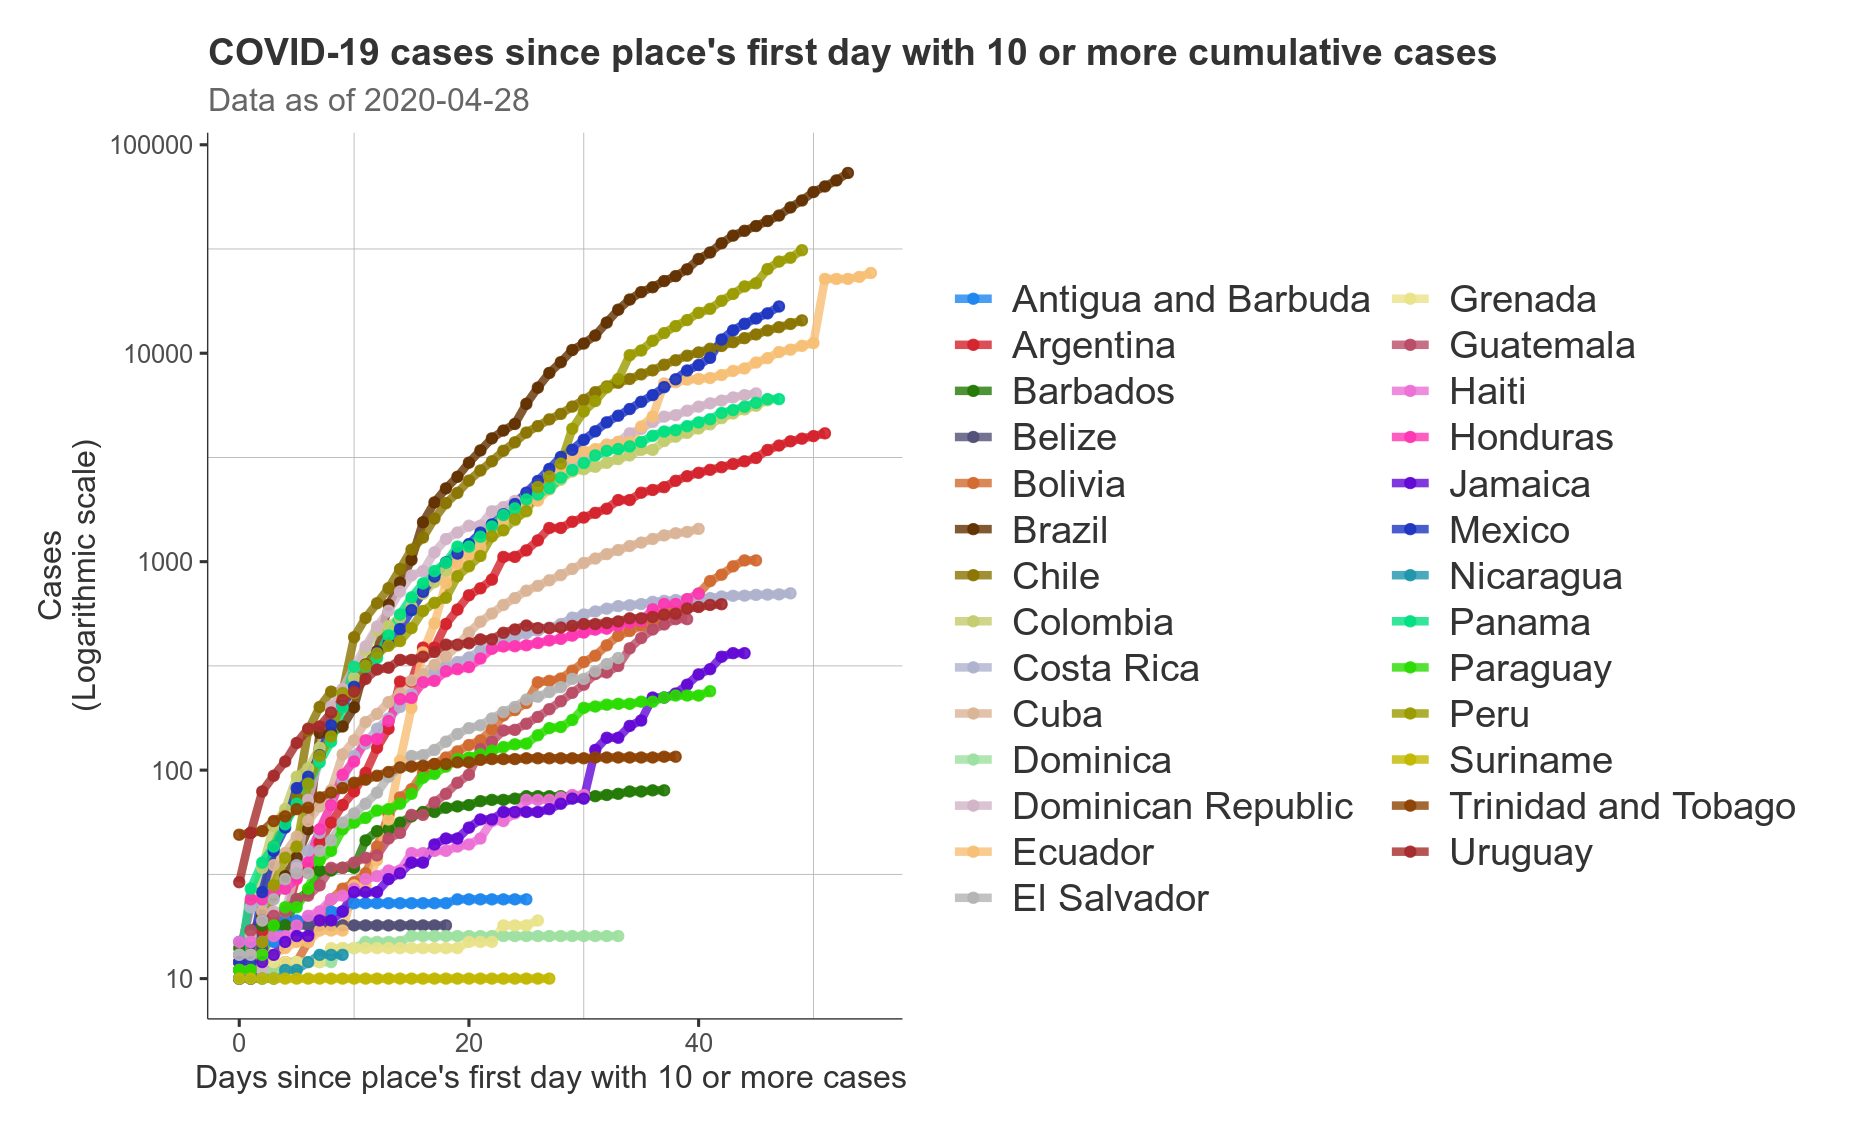 COVID-19 cases since place's first day with 10 or more cumulative cases
Data as of 2020-04-28
Cases
(Logarithmic scale)
100000
10000
1000
100
10
0
20
40
Days since place's first day with 10 or more cases
Antigua and Barbuda
Argentina
Barbados
Belize
Bolivia
Brazil
Chile
Colombia
Costa Rica
Cuba
Dominica
Dominican Republic
Ecuador
El Salvador
Grenada
Guatemala
Haiti
Honduras
Jamaica
Mexico
Nicaragua
Panama
Paraguay
Peru
Suriname
Trinidad and Tobago
Uruguay